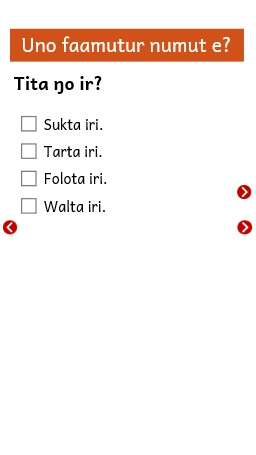 Uno faamutur numut e?
Tita ŋo ir?
Sukta iri.
Tarta iri.
Folota iri.
Walta iri.